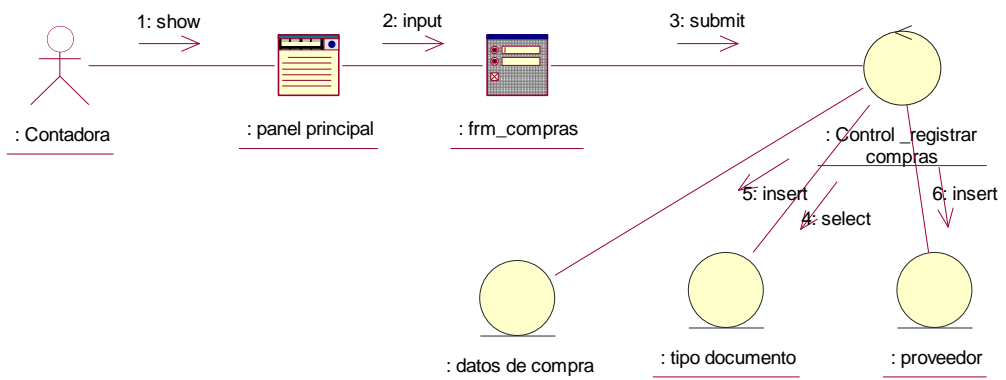 1: show
2: input
3: submit
: Contadora
: panel principal
: frm_compras
: Control _registrar
compras
5: insert
4: select
6: insert
: datos de compra
: tipo documento
: proveedor